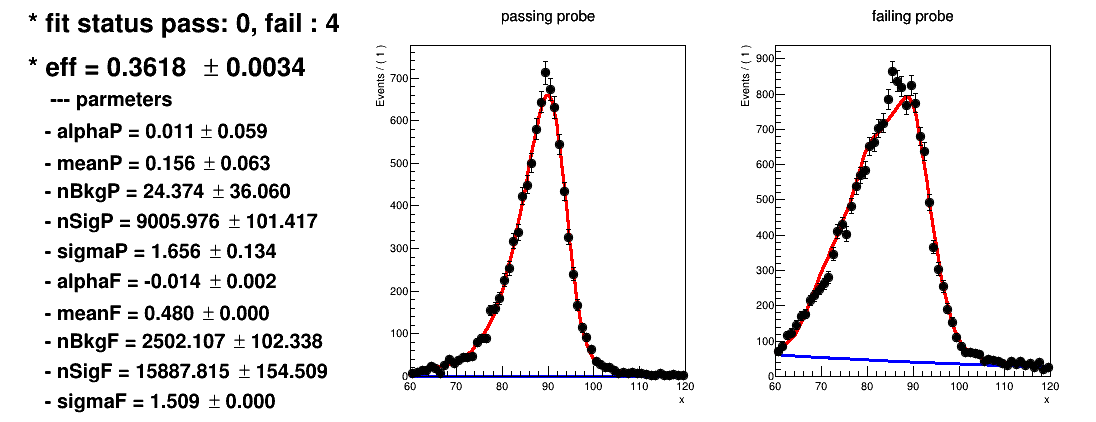 * fit status pass: 0, fail : 4
* eff = 0.3618 ± 0.0034
--- parmeters
- alphaP = 0.011 ± 0.059
- meanP = 0.156 ± 0.063
- nBkgP = 24.374 ± 36.060
- nSigP = 9005.976 ± 101.417
- sigmaP = 1.656 ± 0.134
- alphaF = -0.014 ± 0.002
- meanF = 0.480 ± 0.000
- nBkgF = 2502.107 ± 102.338
- nSigF = 15887.815 ± 154.509
- sigmaF = 1.509 ± 0.000
passing probe
Events / ( 1 )
700
600
500
400
300
200
100
0
60 70 80 90 100 110 120
x
failing probe
Events / ( 1 )
900
800
700
600
500
400
300
200
100
0
60 70 80 90 100 110 120
x